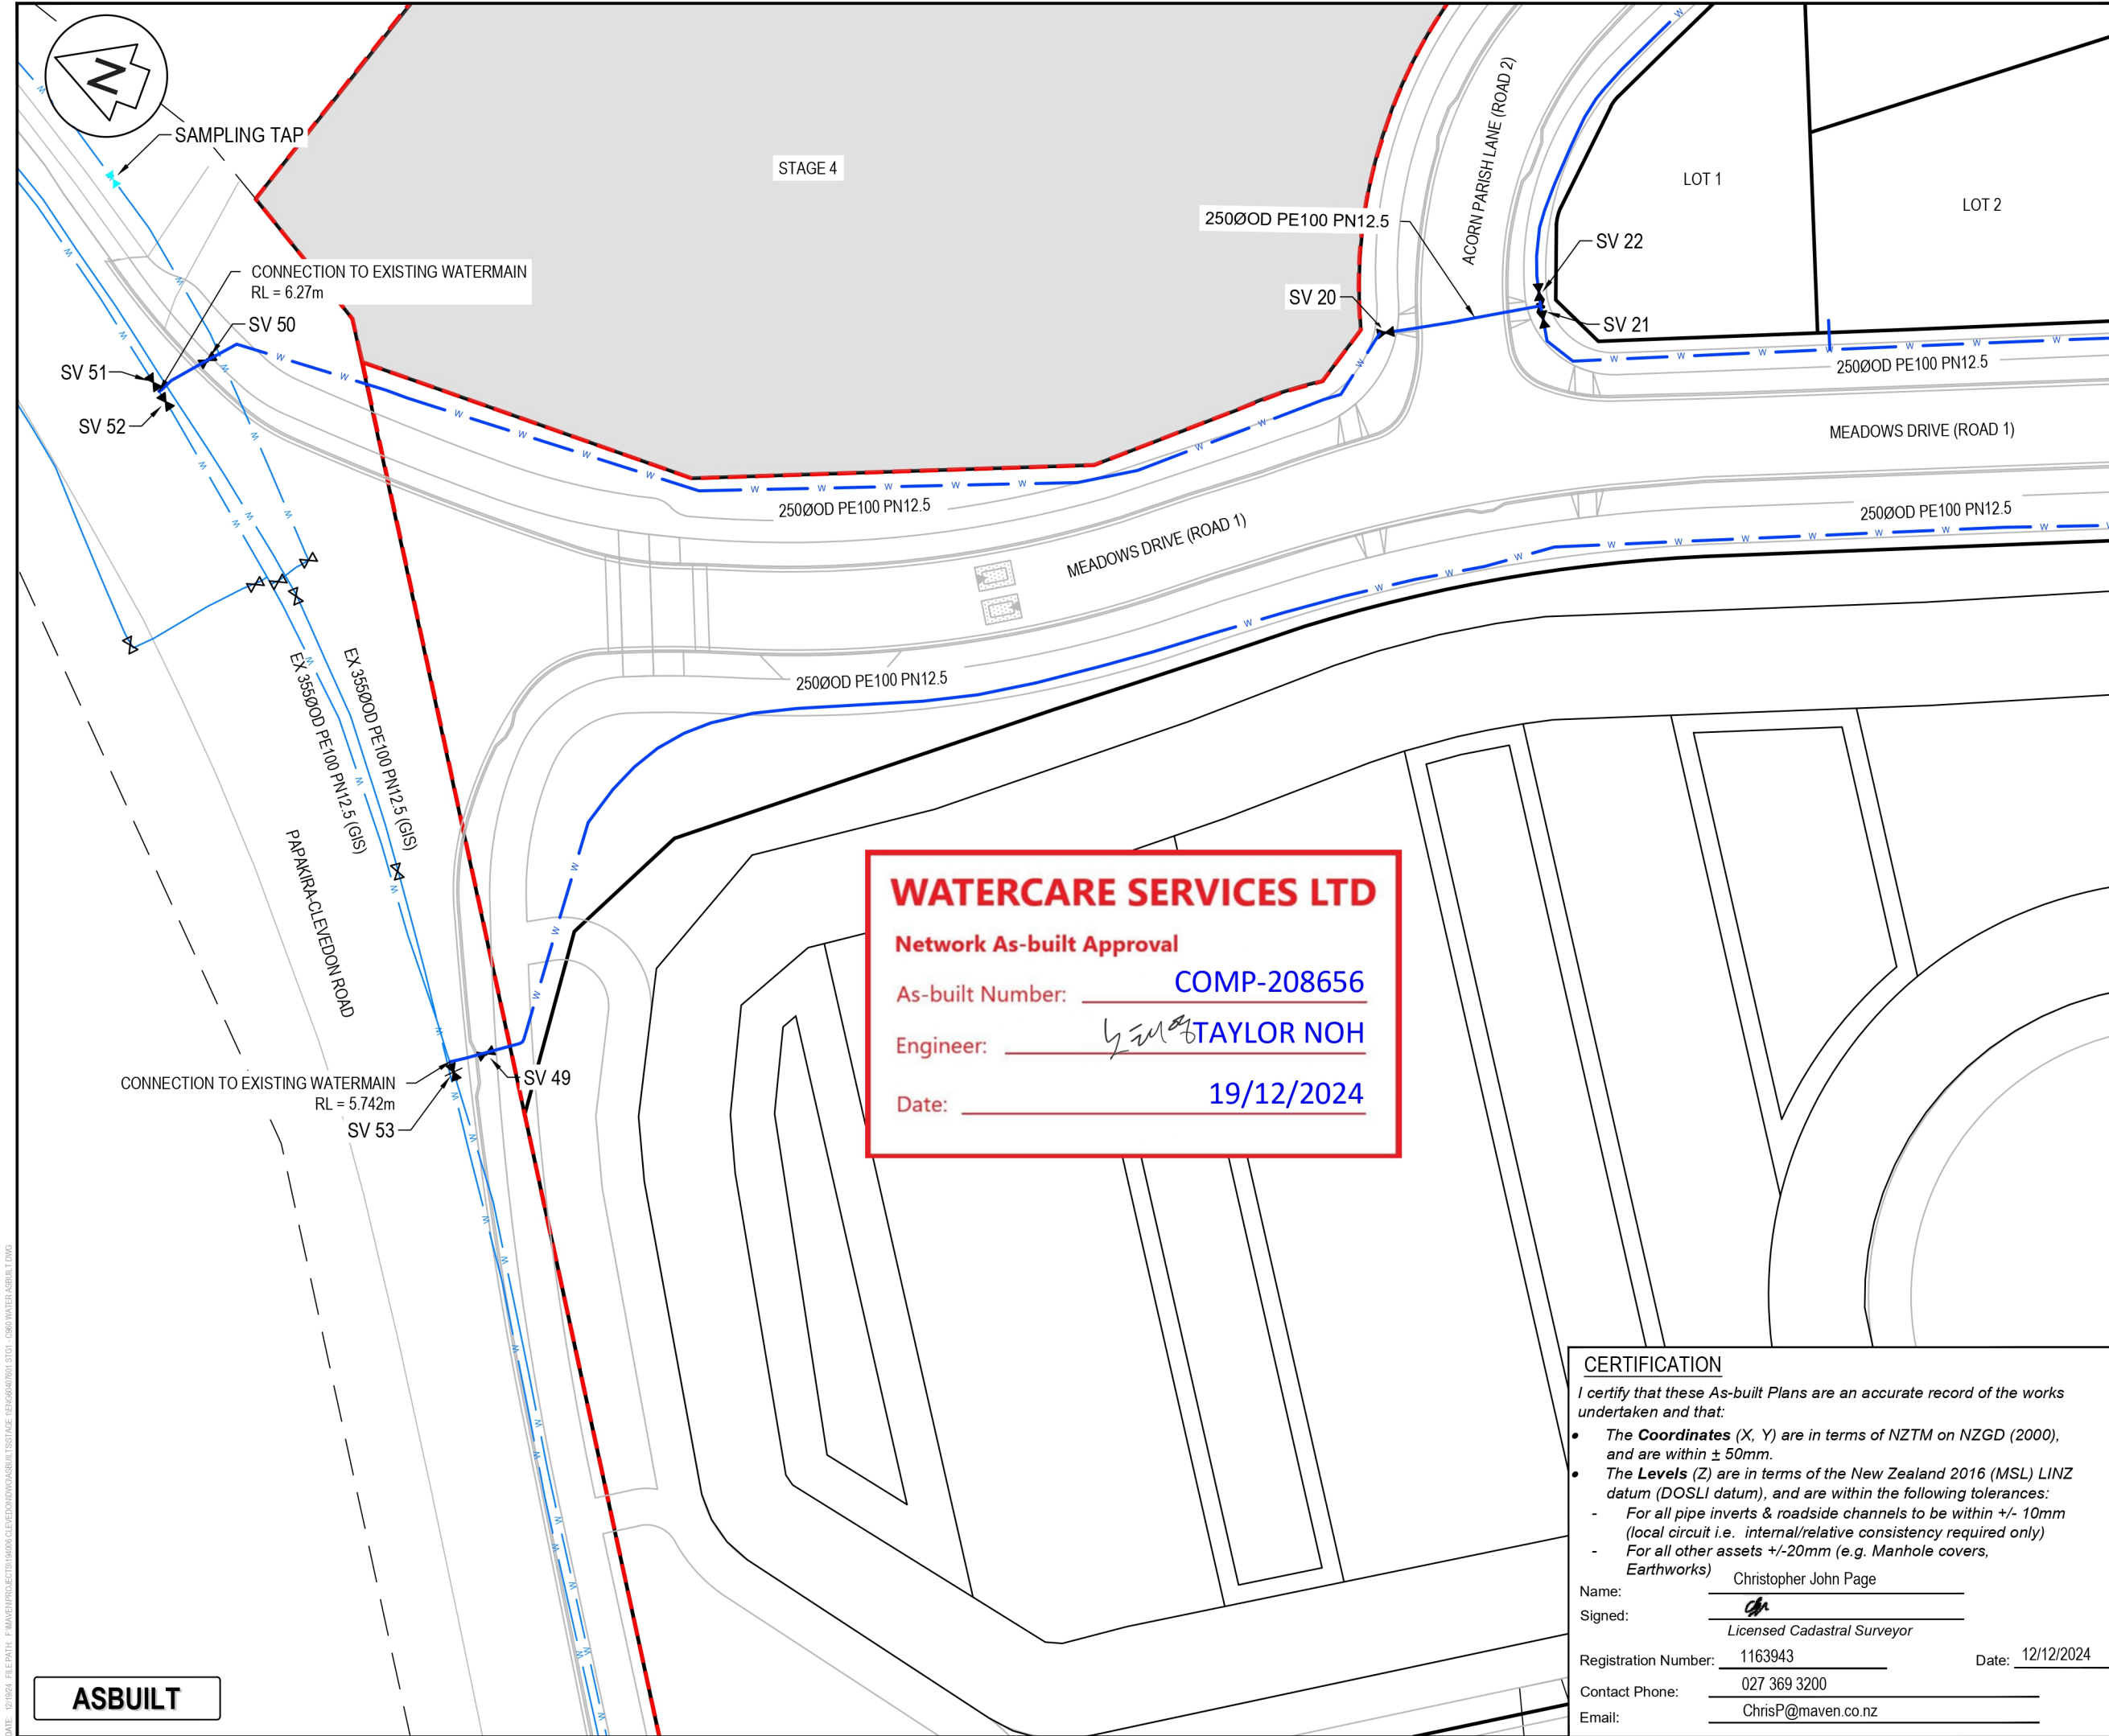 N
SAMPLING TAP
STAGE 4
ACORN PARISH LANE (ROAD 2)
LOT 1
LOT 2
250ØOD PE100 PN12.5
SV 22
CONNECTION TO EXISTING WATERMAIN
RL = 6.27m
SV 20
SV 50
SV 21
SV 51
250ØOD PE100 PN12.5
SV 52
MEADOWS DRIVE (ROAD 1)
250ØOD PE100 PN12.5
250ØOD PE100 PN12.5
MEADOWS DRIVE (ROAD 1)
250ØOD PE100 PN12.5
EX 355ØOD PE100 PN12.5 (GIS)
EX 355ØOD PE100 PN12.5 (GIS)
PAPAKIRA-CLEVEDON ROAD
WATERCARE SERVICES LTD
Network As-built Approval
As-built Number: COMP-208656
Engineer: 노태영 TAYLOR NOH
Date: 19/12/2024
SV 49
CONNECTION TO EXISTING WATERMAIN
RL = 5.742m
SV 53
CERTIFICATION
I certify that these As-built Plans are an accurate record of the works
undertaken and that:
• The Coordinates (X, Y) are in terms of NZTM on NZGD (2000),
and are within ± 50mm.
• The Levels (Z) are in terms of the New Zealand 2016 (MSL) LINZ
datum (DOSLI datum), and are within the following tolerances:
- For all pipe inverts & roadside channels to be within +/- 10mm
(local circuit i.e. internal/relative consistency required only)
- For all other assets +/-20mm (e.g. Manhole covers,
Earthworks)
Name: Christopher John Page
Signed:
Licensed Cadastral Surveyor
Registration Number: 1163943 Date: 12/12/2024
Contact Phone: 027 369 3200
Email: ChrisP@maven.co.nz
ASBUILT